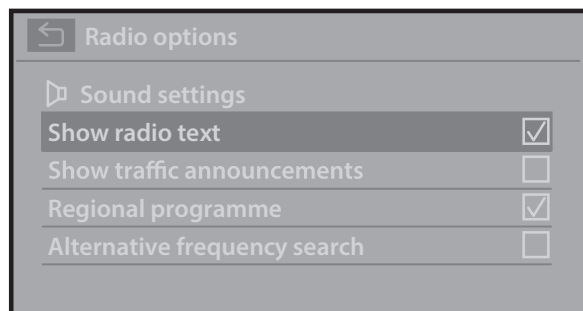 Radio options
Sound settings
Show radio text
Show traffic announcements
Regional programme
Alternative frequency search